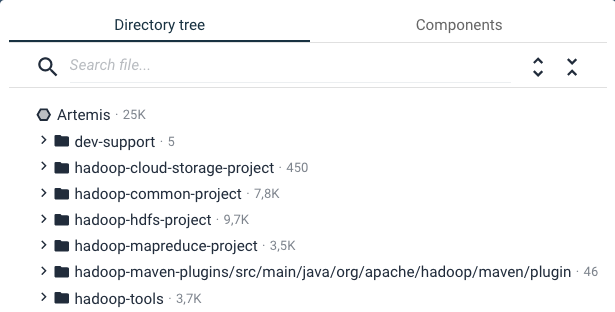 Directory tree
Components
Search file...
Artemis · 25K
dev-support · 5
hadoop-cloud-storage-project · 450
hadoop-common-project · 7,8K
hadoop-hdfs-project · 9,7K
hadoop-mapreduce-project · 3,5K
hadoop-maven-plugins/src/main/java/org/apache/hadoop/maven/plugin · 46
hadoop-tools · 3,7K